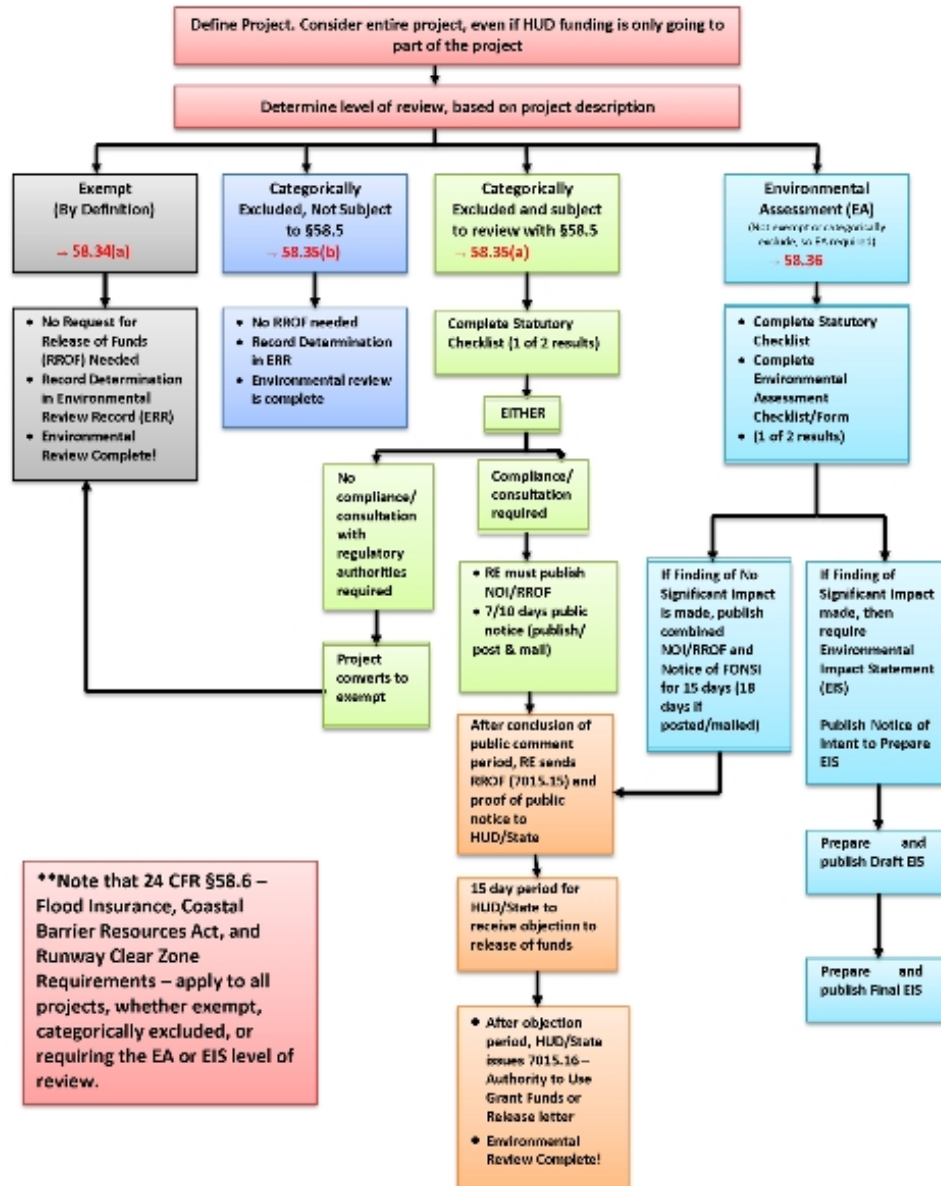 Define Project. Consider entire project, even if HUD funding is only going to
part of the project
Determine level of review, based on project description
Exempt
(By Definition)
→ 58.34(a)
Categorically
Excluded, Not Subject
to §58.5
→ 58.35(b)
Categorically
Excluded and subject
to review with §58.5
→ 58.35(a)
Environmental
Assessment (EA)
(Not exempt or categorically
exclude, so EA required)
→ 58.36
• No Request for
Release of Funds
(RROF) Needed
• Record Determination
in Environmental
Review Record (ERR)
• Environmental
Review Complete!
• No RROF needed
• Record Determination
in ERR
• Environmental review
is complete
Complete Statutory
Checklist (1 of 2 results)
• Complete Statutory
Checklist
• Complete
Environmental
Assessment
Checklist/Form
• (1 of 2 results)
EITHER
No
compliance/
consultation
with
regulatory
authorities
required
Compliance/
consultation
required
Project
converts to
exempt
• RE must publish
NOI/RROF
• 7/10 days public
notice (publish/
post & mail)
If Finding of No
Significant Impact
is made, publish
combined
NOI/RROF and
Notice of FONSI
for 15 days (18
days if
posted/mailed)
If Finding of
Significant Impact
made, then
require
Environmental
Impact Statement
(EIS)
Publish Notice of
Intent to Prepare
EIS
After conclusion of
public comment
period, RE sends
RROF (7015.15) and
proof of public
notice to
HUD/State
Prepare and
publish Draft EIS
15 day period for
HUD/State to
receive objection to
release of funds
Prepare and
publish Final EIS
• After objection
period, HUD/State
issues 7015.16 –
Authority to Use
Grant Funds or
Release letter
• Environmental
Review Complete!
**Note that 24 CFR §58.6 –
Flood Insurance, Coastal
Barrier Resources Act, and
Runway Clear Zone
Requirements – apply to all
projects, whether exempt,
categorically excluded, or
requiring the EA or EIS level of
review.